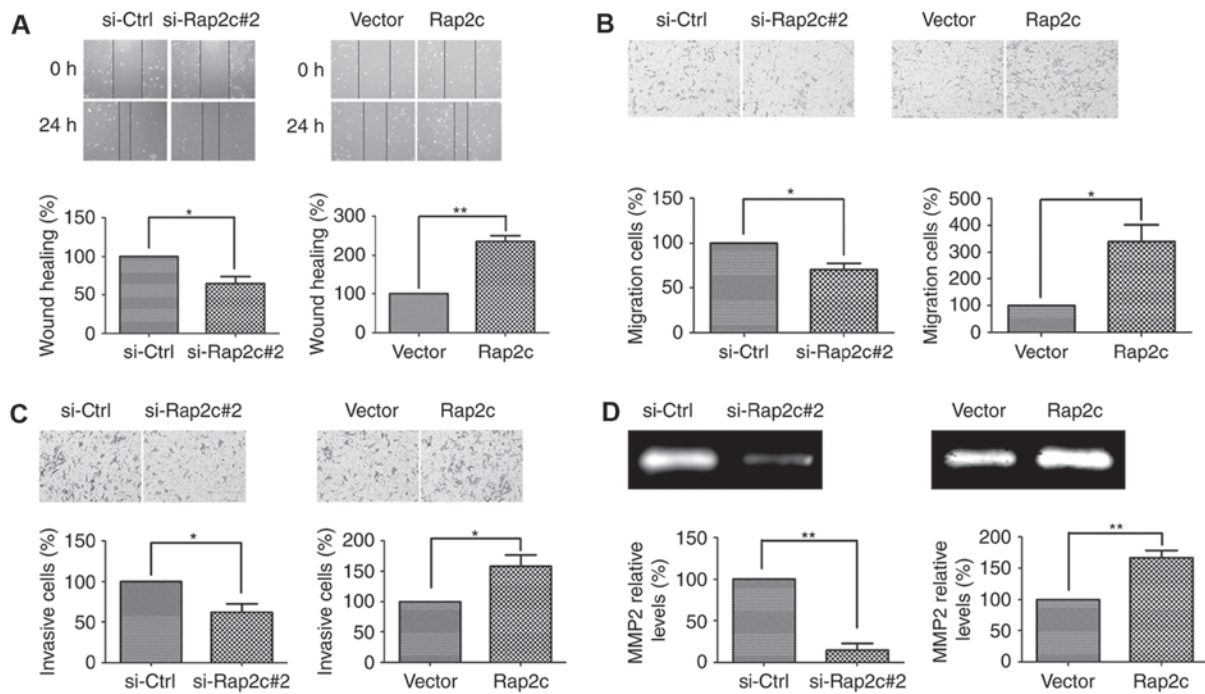 A
si-Ctrl si-Rap2c#2
Vector Rap2c
0 h
0 h
24 h
24 h
Wound healing (%)
150
100
50
0
*
si-Ctrl si-Rap2c#2
Wound healing (%)
300
200
100
0
**
Vector Rap2c
B
si-Ctrl si-Rap2c#2
Vector Rap2c
Migration cells (%)
150
100
50
0
*
si-Ctrl si-Rap2c#2
Migration cells (%)
500
400
300
200
100
0
*
Vector Rap2c
C
si-Ctrl si-Rap2c#2
Vector Rap2c
Invasive cells (%)
150
100
50
0
*
si-Ctrl si-Rap2c#2
Invasive cells (%)
200
150
100
50
0
*
Vector Rap2c
D
si-Ctrl si-Rap2c#2
Vector Rap2c
MMP2 relative
levels (%)
150
100
50
0
**
si-Ctrl si-Rap2c#2
MMP2 relative
levels (%)
200
150
100
50
0
**
Vector Rap2c